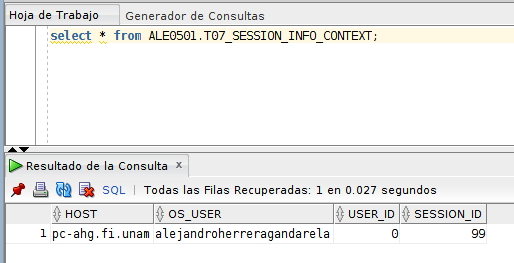 Hoja de Trabajo Generador de Consultas
select * from ALE0501.T07_SESSION_INFO_CONTEXT;
Resultado de la Consulta x
SQL | Todas las Filas Recuperadas: 1 en 0.027 segundos
HOST OS_USER USER_ID SESSION_ID
1 pc-ahg.fi.unam alejandroherreragandarela 0 99